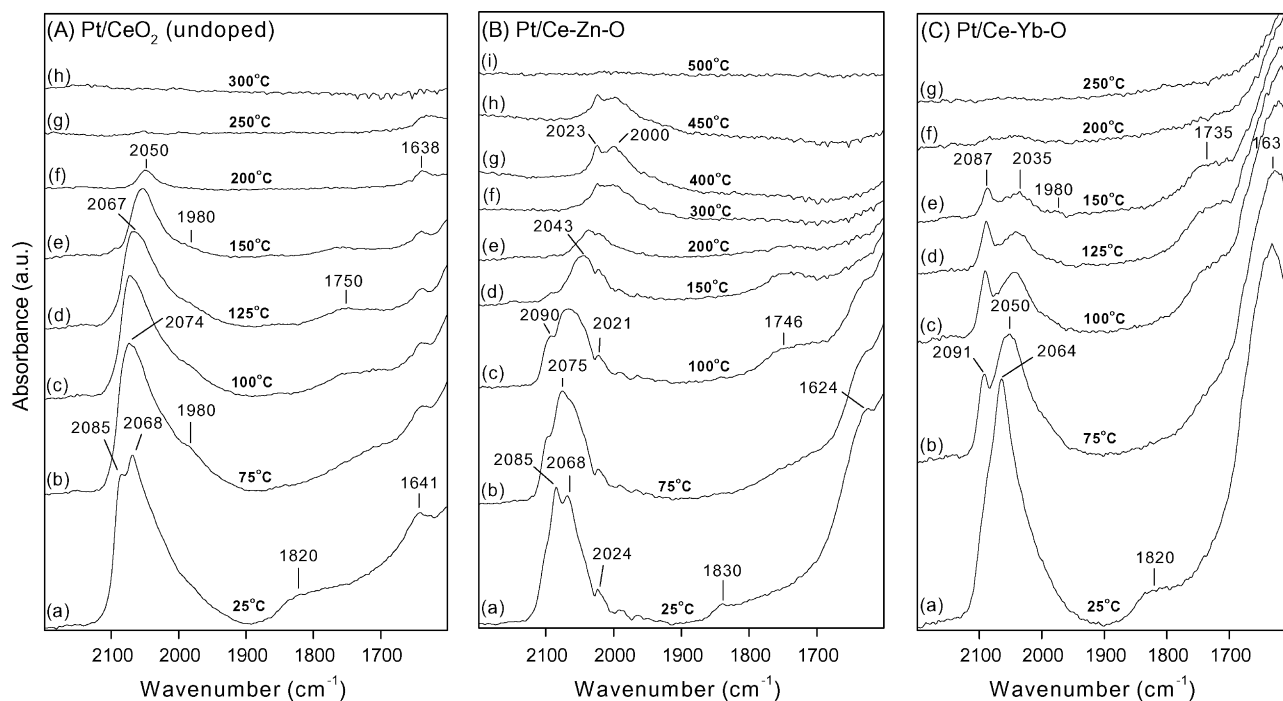 Absorbance (a.u.)
(A) Pt/CeO2 (undoped)
(h) 300°C
(g) 250°C
2050 1638
(f) 200°C
2067 1980
(e) 150°C
1750
(d) 125°C
2074
(c) 100°C
1980
2085 2068
(b) 75°C
1641
1820
(a) 25°C
2100 2000 1900 1800 1700
Wavenumber (cm-1)
(B) Pt/Ce-Zn-O
(i) 500°C
(h) 450°C
2023 2000
(g) 400°C
(f) 300°C
2043
(e) 200°C
(d) 150°C
2090 2021 1746
(c) 100°C
2075
1624
2085 2068
(b) 75°C
2024
1830
(a) 25°C
2100 2000 1900 1800 1700
Wavenumber (cm-1)
(C) Pt/Ce-Yb-O
(g) 250°C
(f) 200°C
1735
2087 2035 163
1980
(e) 150°C
(d) 125°C
(c) 100°C
2050
2091 2064
(b) 75°C
1820
(a) 25°C
2100 2000 1900 1800 1700
Wavenumber (cm-1)